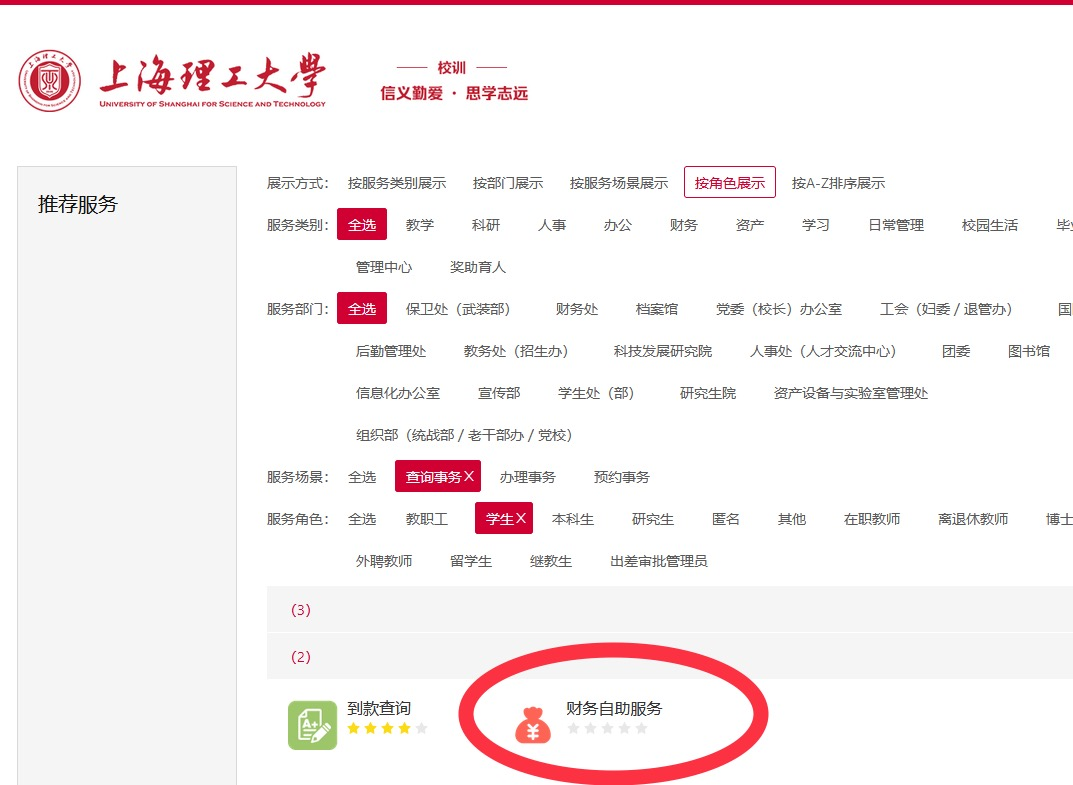 上海理工大学
UNIVERSITY OF SHANGHAI FOR SCIENCE AND TECHNOLOGY
校训
信义勤爱 · 思学志远
推荐服务
展示方式： 按服务类别展示 按部门展示 按服务场景展示 按角色展示 按A-Z排序展示
服务类别： 全选 教学 科研 人事 办公 财务 资产 学习 日常管理 校园生活
管理中心 奖助育人
服务部门： 全选 保卫处（武装部） 财务处 档案馆 党委（校长）办公室 工会（妇委 / 退管办）
后勤管理处 教务处（招生办） 科技发展研究院 人事处（人才交流中心） 团委 图书馆
信息化办公室 宣传部 学生处（部） 研究生院 资产设备与实验室管理处
组织部（统战部 / 老干部办 / 党校）
服务场景： 全选 查询事务X 办理事务 预约事务
服务角色： 全选 教职工 学生X 本科生 研究生 匿名 其他 在职教师 离退休教师 博士
外聘教师 留学生 继教生 出差审批管理员
(3)
(2)
到款查询 财务自助服务